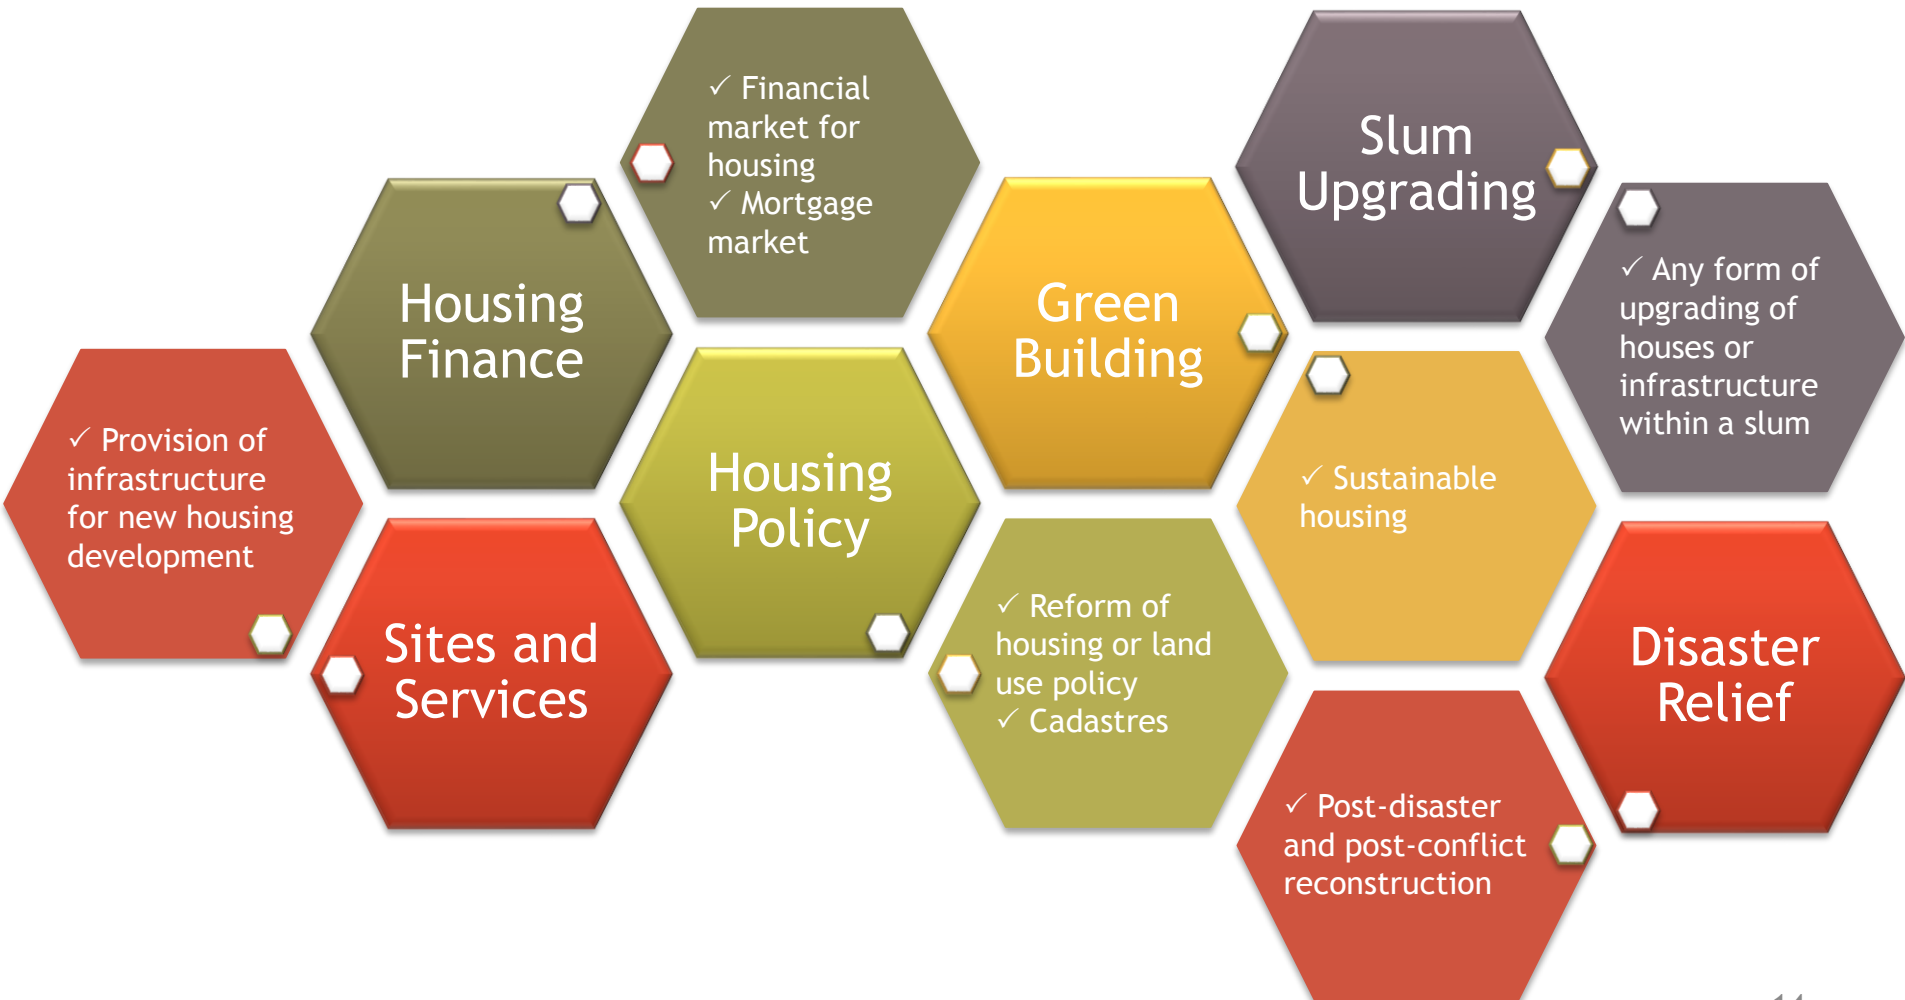 ✓ Financial
market for
housing
✓ Mortgage
market
Slum
Upgrading
Housing
Finance
Green
Building
✓ Any form of
upgrading of
houses or
infrastructure
within a slum
✓ Provision of
infrastructure
for new housing
development
Housing
Policy
✓ Sustainable
housing
Sites and
Services
✓ Reform of
housing or land
use policy
✓ Cadastres
Disaster
Relief
✓ Post-disaster
and post-conflict
reconstruction